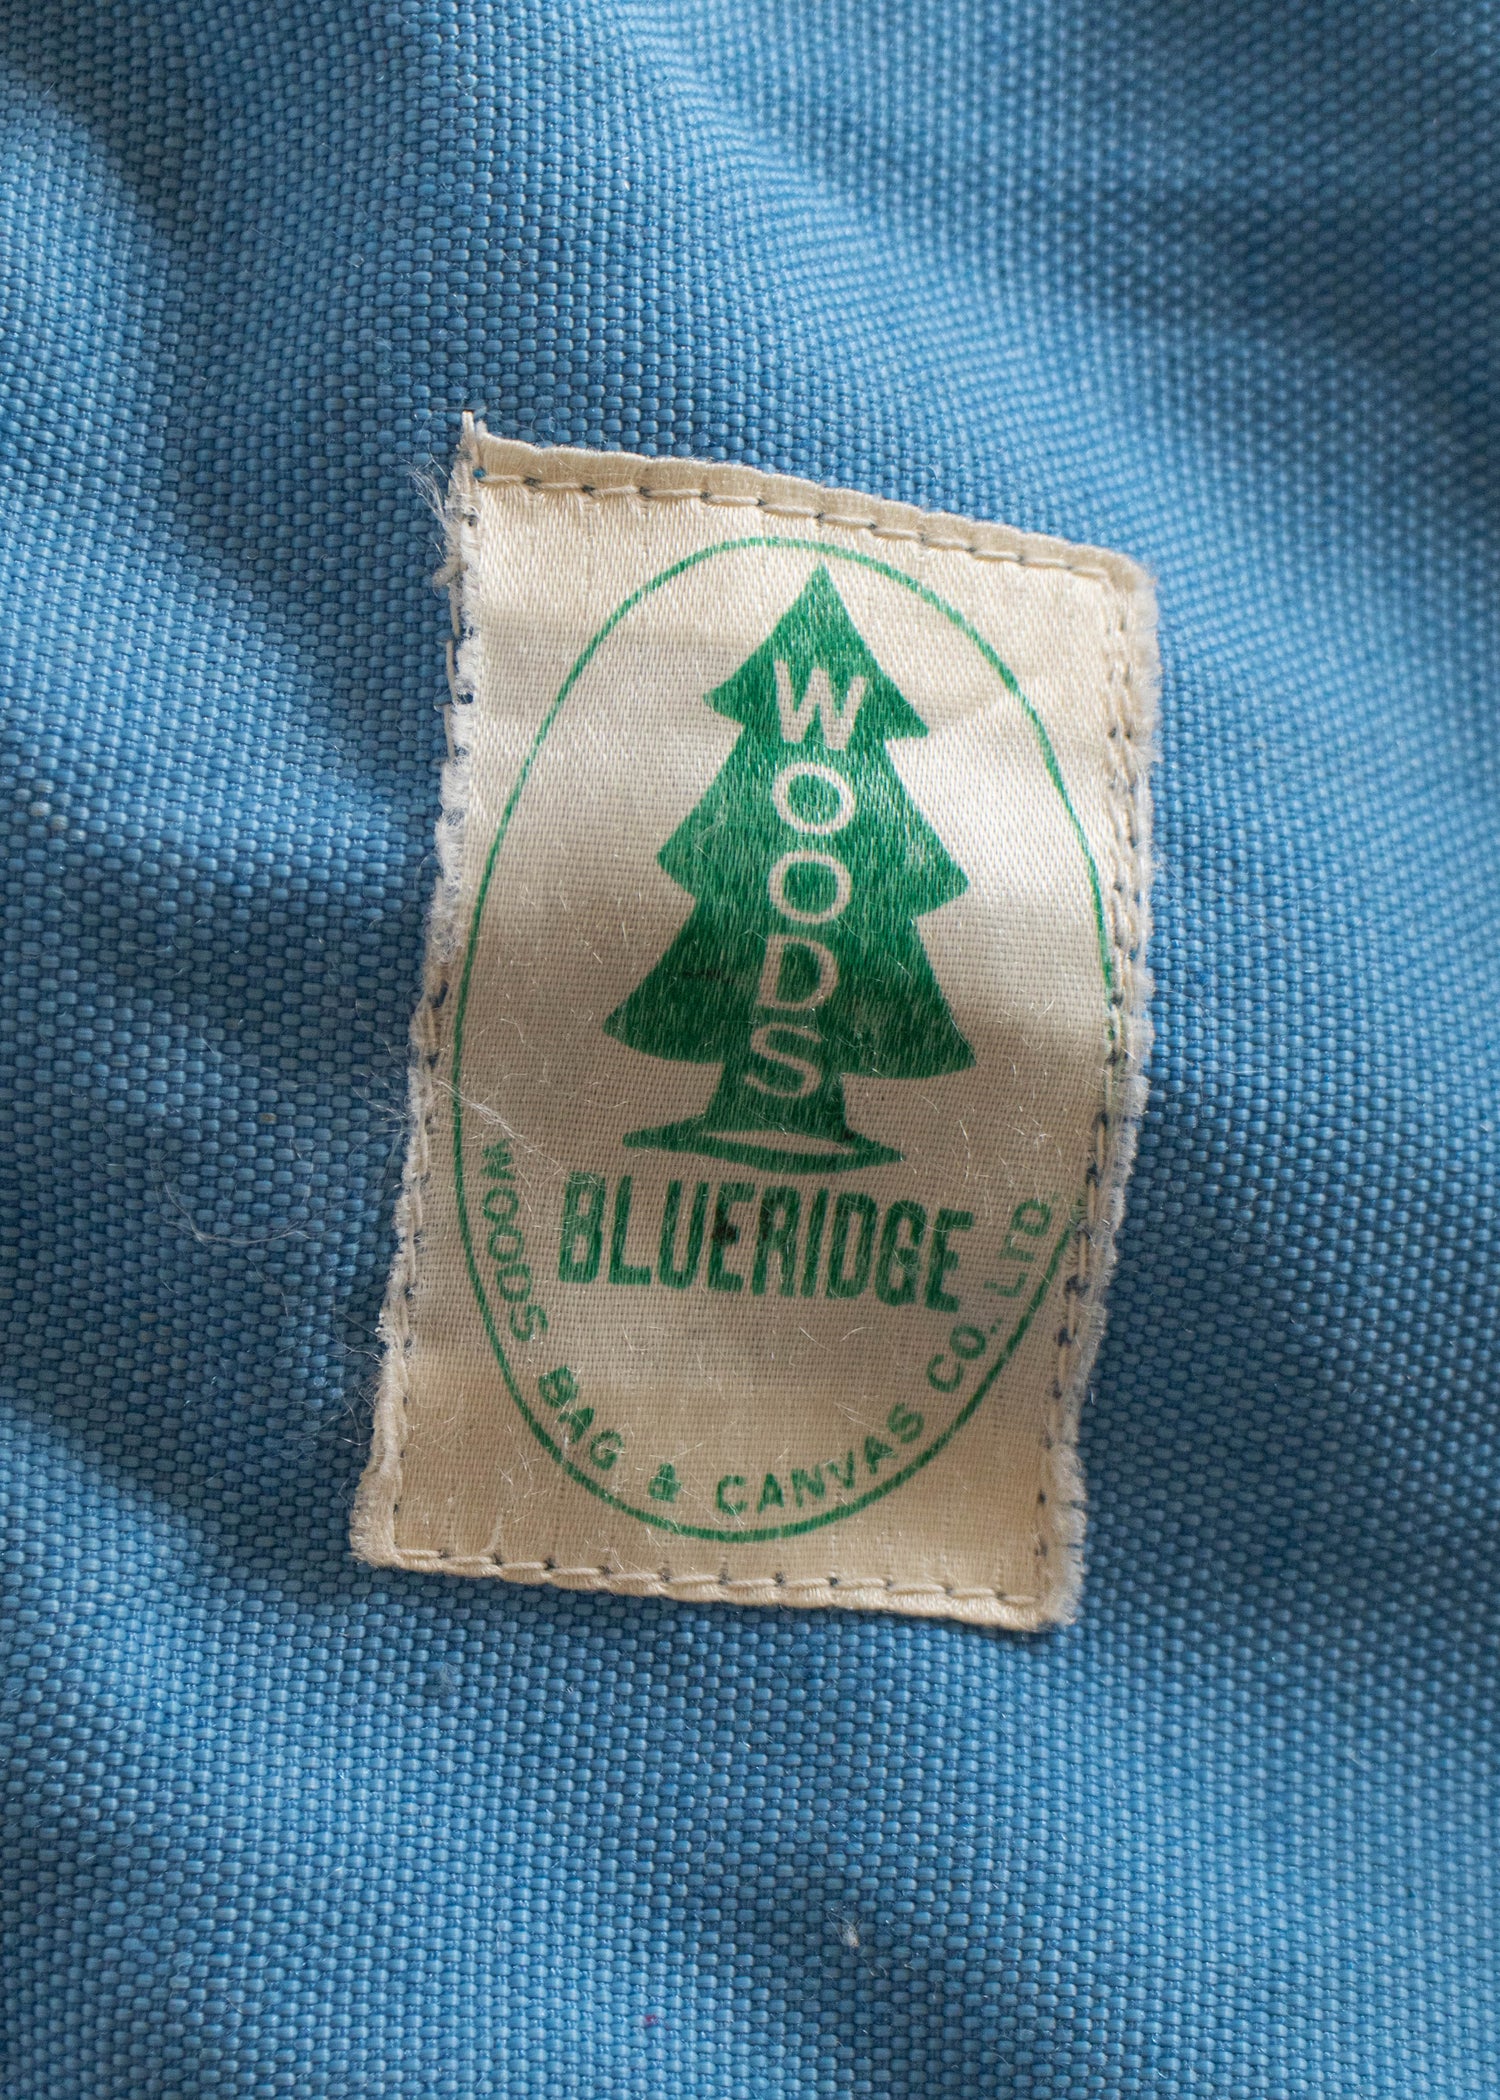 WOODS
BLUERIDGE
WOODS BAG & CANVAS CO., LTD.